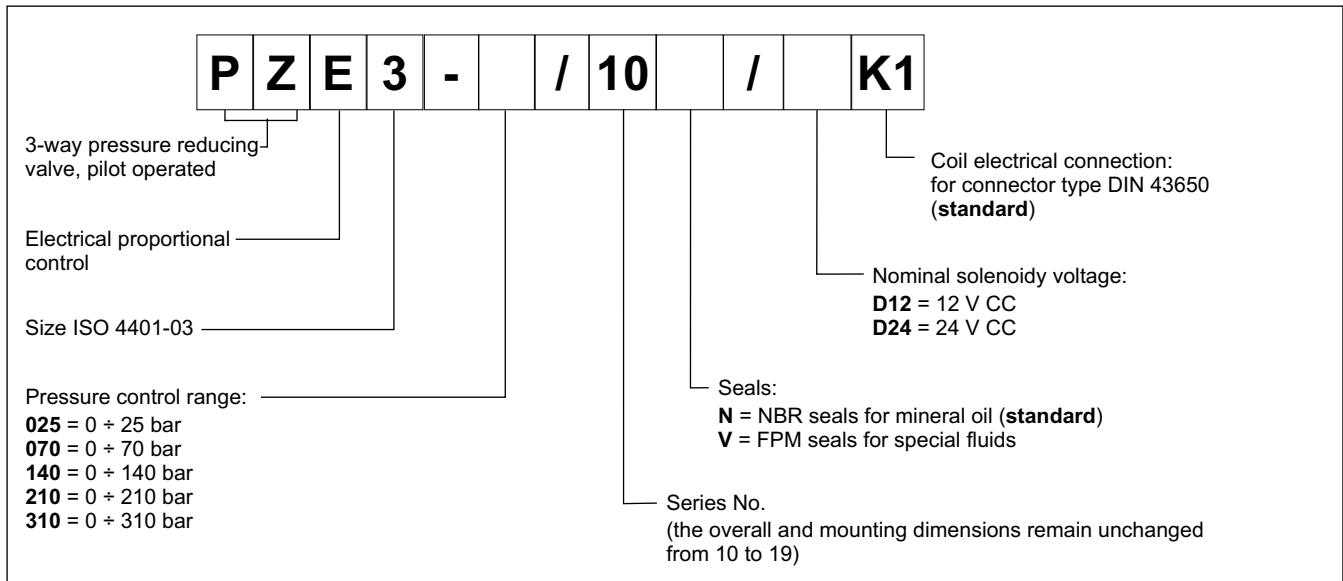 P Z E 3 - / 10 / K1
3-way pressure reducing
valve, pilot operated
Electrical proportional
control
Size ISO 4401-03
Pressure control range:
025 = 0 ÷ 25 bar
070 = 0 ÷ 70 bar
140 = 0 ÷ 140 bar
210 = 0 ÷ 210 bar
310 = 0 ÷ 310 bar
Coil electrical connection:
for connector type DIN 43650
(standard)
Nominal solenoidy voltage:
D12 = 12 V CC
D24 = 24 V CC
Seals:
N = NBR seals for mineral oil (standard)
V = FPM seals for special fluids
Series No.
(the overall and mounting dimensions remain unchanged
from 10 to 19)